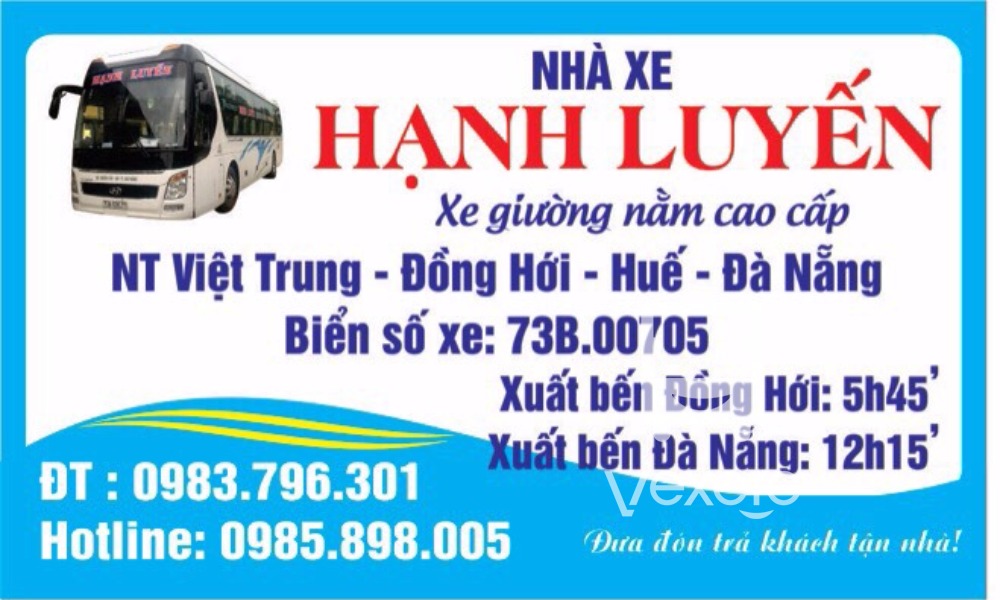 NHÀ XE
HẠNH LUYẾN
Xe giường nằm cao cấp
NT Việt Trung - Đồng Hới - Huế - Đà Nẵng
Biển số xe: 73B.00705
Xuất bến Đồng Hới: 5h45’
Xuất bến Đà Nẵng: 12h15’
ĐT : 0983.796.301
Hotline: 0985.898.005
Đưa đón trả khách tận nhà!
HẠNH LUYẾN